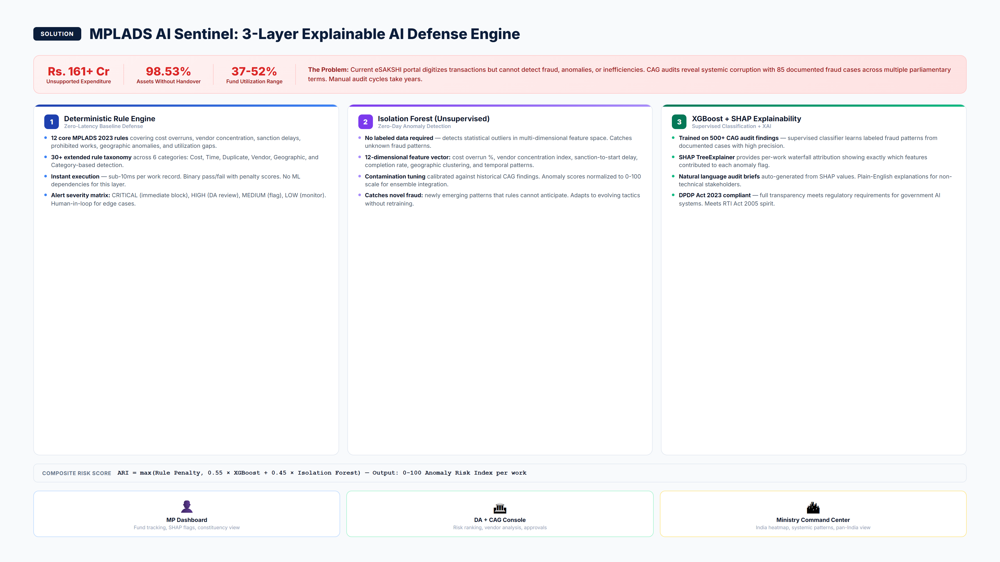 SOLUTION
MPLADS AI Sentinel: 3-Layer Explainable AI Defense Engine
Rs. 161+ Cr
Unsupported Expenditure
98.53%
Assets Without Handover
37-52%
Fund Utilization Range
The Problem: Current eSAKSHI portal digitizes transactions but cannot detect fraud, anomalies, or inefficiencies. CAG audits reveal systemic corruption with 85 documented fraud cases across multiple parliamentary
terms. Manual audit cycles take years.
1
Deterministic Rule Engine
Zero-Latency Baseline Defense
12 core MPLADS 2023 rules covering cost overruns, vendor concentration, sanction delays,
prohibited works, geographic anomalies, and utilization gaps.
30+ extended rule taxonomy across 6 categories: Cost, Time, Duplicate, Vendor, Geographic, and
Category-based detection.
Instant execution — sub-10ms per work record. Binary pass/fail with penalty scores. No ML
dependencies for this layer.
Alert severity matrix: CRITICAL (immediate block), HIGH (DA review), MEDIUM (flag), LOW (monitor).
Human-in-loop for edge cases.
2
Isolation Forest (Unsupervised)
Zero-Day Anomaly Detection
No labeled data required — detects statistical outliers in multi-dimensional feature space. Catches
unknown fraud patterns.
12-dimensional feature vector: cost overrun %, vendor concentration index, sanction-to-start delay,
completion rate, geographic clustering, and temporal patterns.
Contamination tuning calibrated against historical CAG findings. Anomaly scores normalized to 0-100
scale for ensemble integration.
Catches novel fraud: newly emerging patterns that rules cannot anticipate. Adapts to evolving tactics
without retraining.
3
XGBoost + SHAP Explainability
Supervised Classification + XAI
Trained on 500+ CAG audit findings — supervised classifier learns labeled fraud patterns from
documented cases with high precision.
SHAP TreeExplainer provides per-work waterfall attribution showing exactly which features
contributed to each anomaly flag.
Natural language audit briefs auto-generated from SHAP values. Plain-English explanations for non-
technical stakeholders.
DPDP Act 2023 compliant — full transparency meets regulatory requirements for government AI
systems. Meets RTI Act 2005 spirit.
COMPOSITE RISK SCORE ARI = max(Rule Penalty, 0.55 × XGBoost + 0.45 × Isolation Forest) — Output: 0-100 Anomaly Risk Index per work
MP Dashboard
Fund tracking, SHAP flags, constituency view
DA + CAG Console
Risk ranking, vendor analysis, approvals
Ministry Command Center
India heatmap, systemic patterns, pan-India view